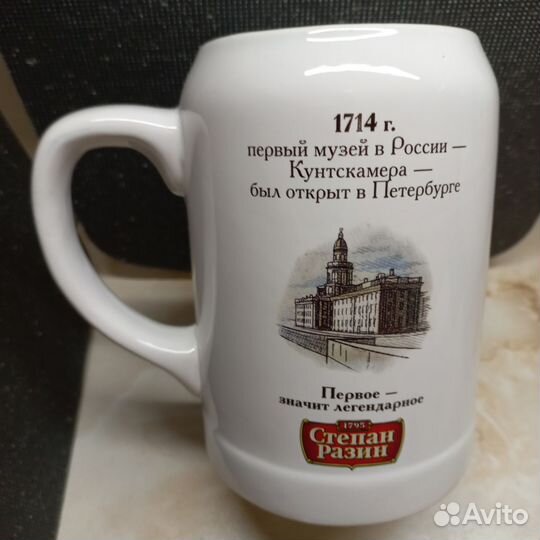 1714 г.
первый музей в России —
Кунтскамера —
был открыт в Петербурге
Первое —
значит легендарное
1795
Степан
Разин
Avito